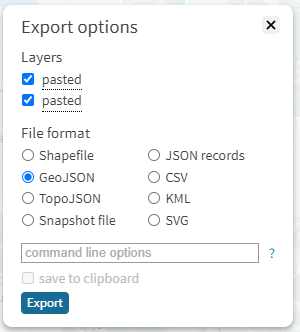 Export options
Layers
pasted
pasted
File format
Shapefile
JSON records
GeoJSON
CSV
TopoJSON
KML
Snapshot file
SVG
command line options
?
save to clipboard
Export